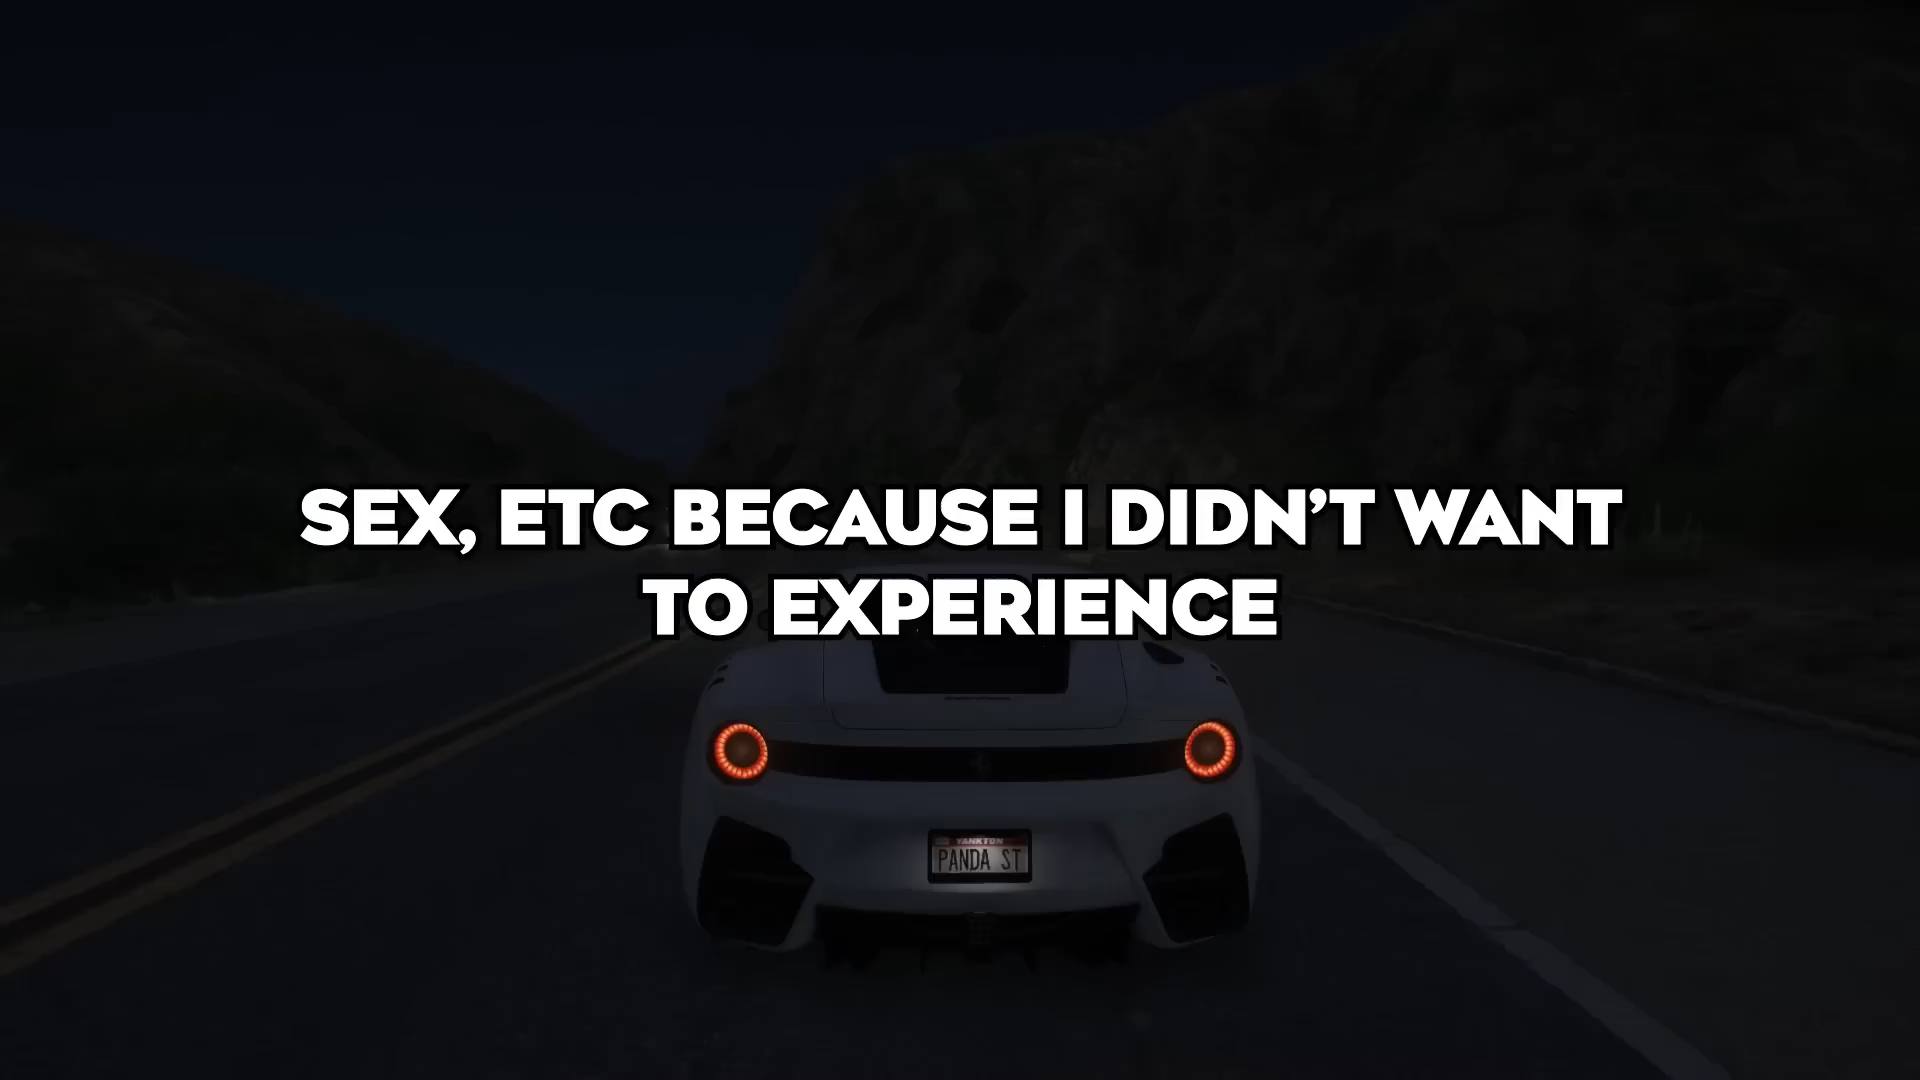 SEX, ETC BECAUSE I DIDN’T WANT
TO EXPERIENCE
YANKTON
PANDA ST